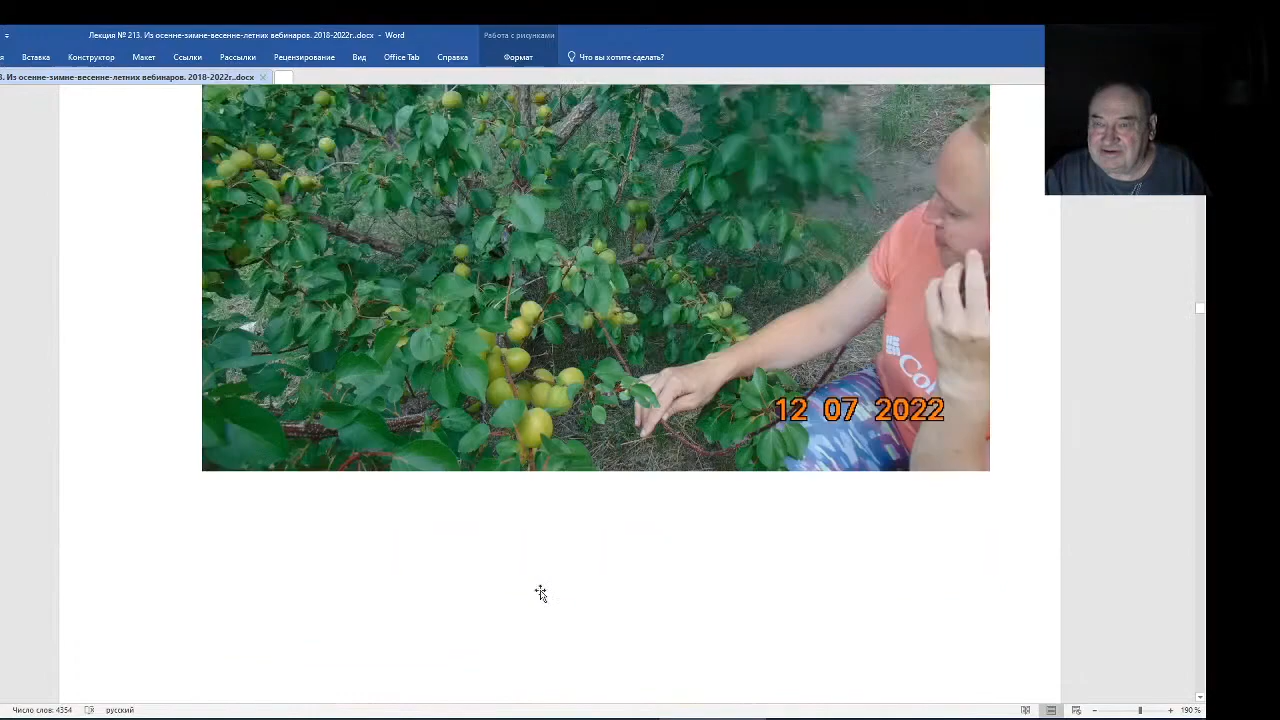 Лекция № 213. Из осенне-зимне-весенне-летних вебинаров. 2018-2022г..docx - Word
Работа с рисунками
я Вставка Конструктор Макет Ссылки Рассылки Рецензирование Вид Office Tab Справка Формат Что вы хотите сделать?
3. Из осенне-зимне-весенне-летних вебинаров. 2018-2022г..docx
12 07 2022
Число слов: 4354 русский 190 %